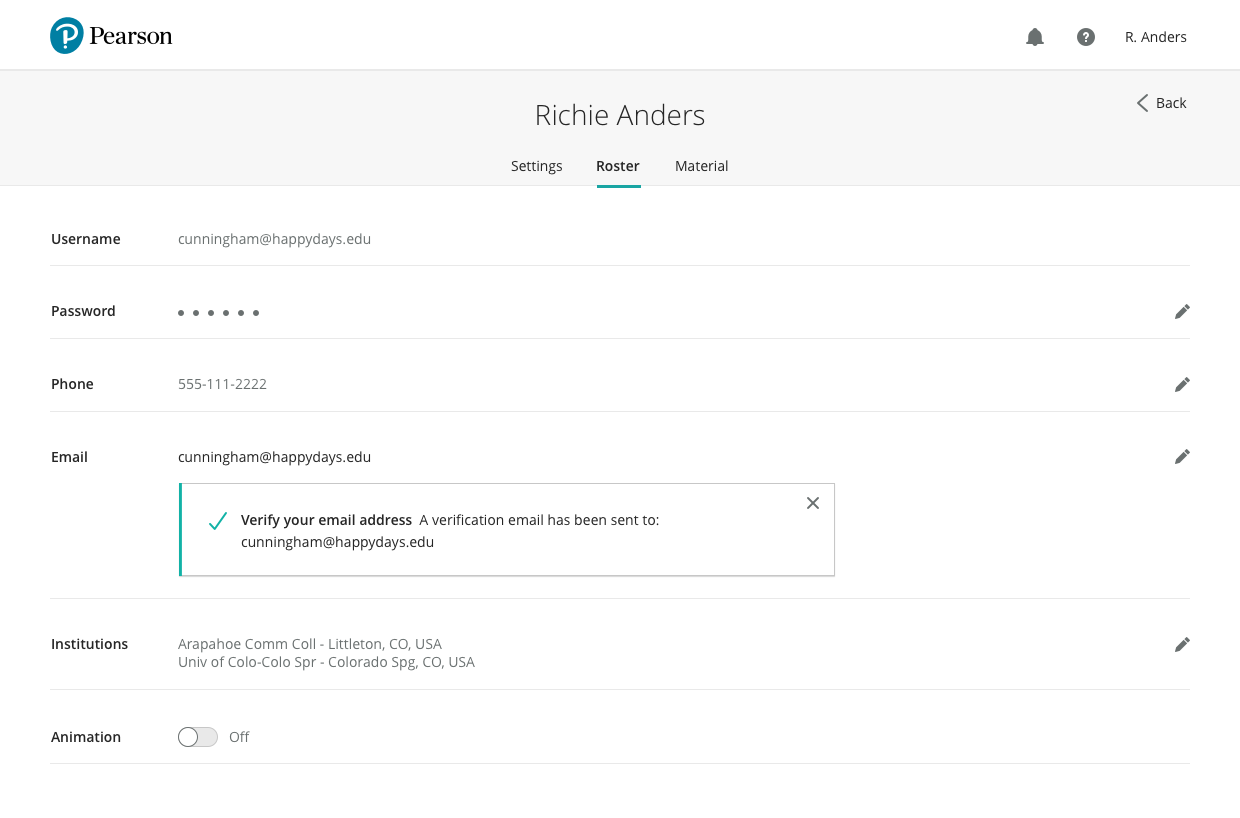 Pearson
R. Anders
Richie Anders
Back
Settings Roster Material
Username cunningham@happydays.edu
Password
Phone 555-111-2222
Email cunningham@happydays.edu
Verify your email address A verification email has been sent to:
cunningham@happydays.edu
Institutions Arapahoe Comm Coll - Littleton, CO, USA
Univ of Colo-Colo Spr - Colorado Spg, CO, USA
Animation Off